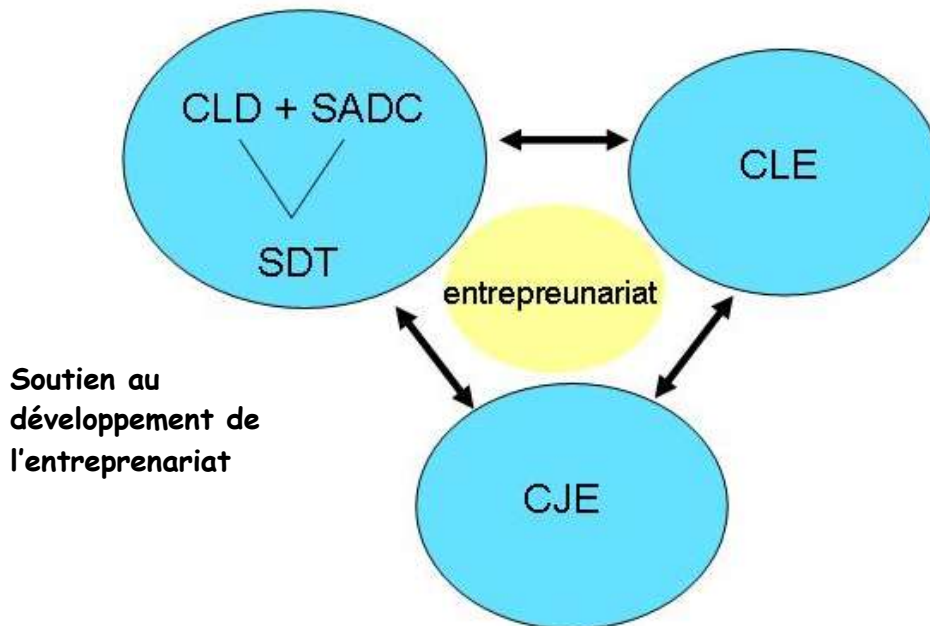 CLD + SADC
SDT
CLE
entrepreunariat
Soutien au
développement de
l'entreprenariat
CJE